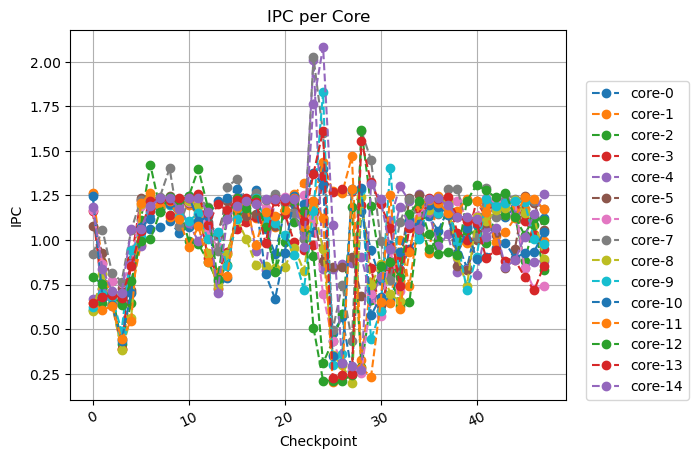 IPC per Core
IPC
2.00
1.75
1.50
1.25
1.00
0.75
0.50
0.25
0
10
20
30
40
Checkpoint
core-0
core-1
core-2
core-3
core-4
core-5
core-6
core-7
core-8
core-9
core-10
core-11
core-12
core-13
core-14